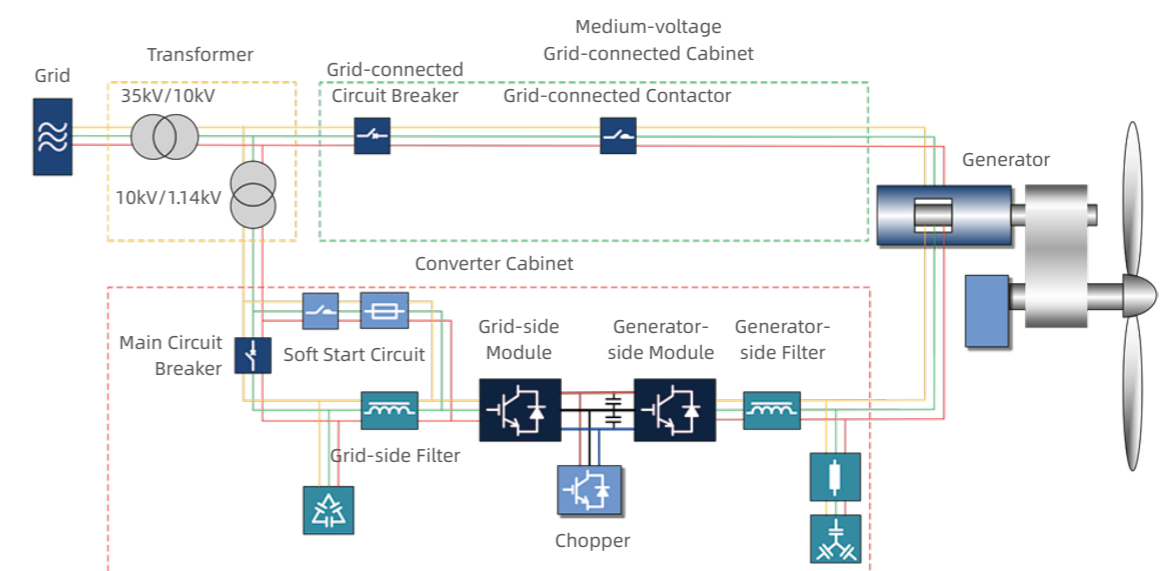 Medium-voltage
Grid-connected Cabinet
Transformer
Grid
Grid-connected
Circuit Breaker
35kV/10kV
Grid-connected Contactor
Generator
10kV/1.14kV
Converter Cabinet
Main Circuit
Breaker
Soft Start Circuit
Grid-side
Module
Generator-
side Module
Generator-
side Filter
Grid-side Filter
Chopper